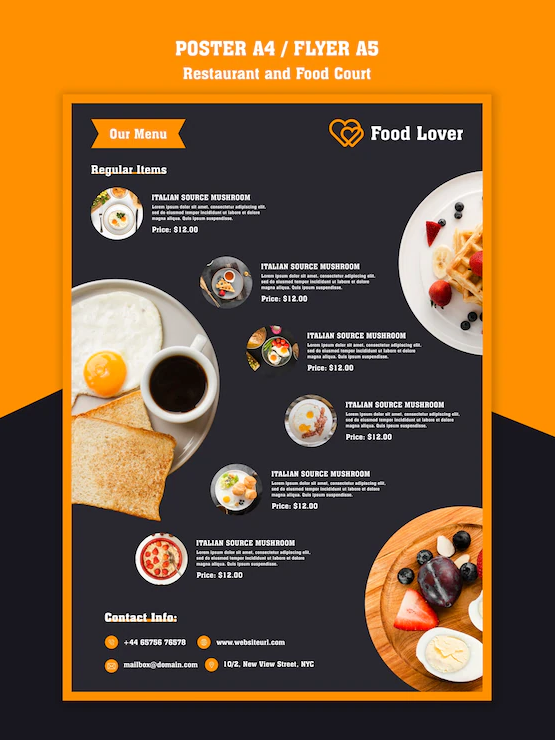 POSTER A4 / FLYER A5
Restaurant and Food Court
Our Menu
Food Lover
Regular Items
ITALIAN SOURCE MUSHROOM
Lorem ipsum dolor sit amet, consectetur adipiscing elit,
sed do eiusmod tempor incididunt ut labore et dolore
magna aliqua. Quis ipsum suspendisse.
Price: $12.00
ITALIAN SOURCE MUSHROOM
Lorem ipsum dolor sit amet, consectetur adipiscing elit,
sed do eiusmod tempor incididunt ut labore et dolore
magna aliqua. Quis ipsum suspendisse.
Price: $12.00
ITALIAN SOURCE MUSHROOM
Lorem ipsum dolor sit amet, consectetur adipiscing elit,
sed do eiusmod tempor incididunt ut labore et dolore
magna aliqua. Quis ipsum suspendisse.
Price: $12.00
ITALIAN SOURCE MUSHROOM
Lorem ipsum dolor sit amet, consectetur adipiscing elit,
sed do eiusmod tempor incididunt ut labore et dolore
magna aliqua. Quis ipsum suspendisse.
Price: $12.00
ITALIAN SOURCE MUSHROOM
Lorem ipsum dolor sit amet, consectetur adipiscing elit,
sed do eiusmod tempor incididunt ut labore et dolore
magna aliqua. Quis ipsum suspendisse.
Price: $12.00
ITALIAN SOURCE MUSHROOM
Lorem ipsum dolor sit amet, consectetur adipiscing elit,
sed do eiusmod tempor incididunt ut labore et dolore
magna aliqua. Quis ipsum suspendisse.
Price: $12.00
Contact Info:
+44 65756 76578
www.websiteurl.com
mailbox@domain.com
10/2, New View Street, NYC